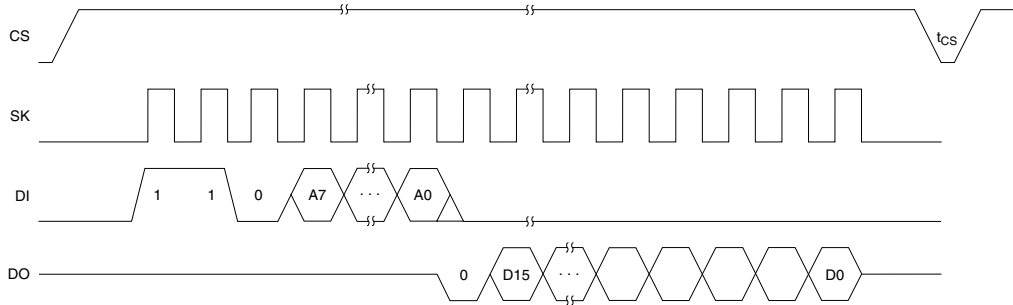 CS tCS
SK
DI 1 1 0 A7 · · · A0
DO 0 D15 · · · D0